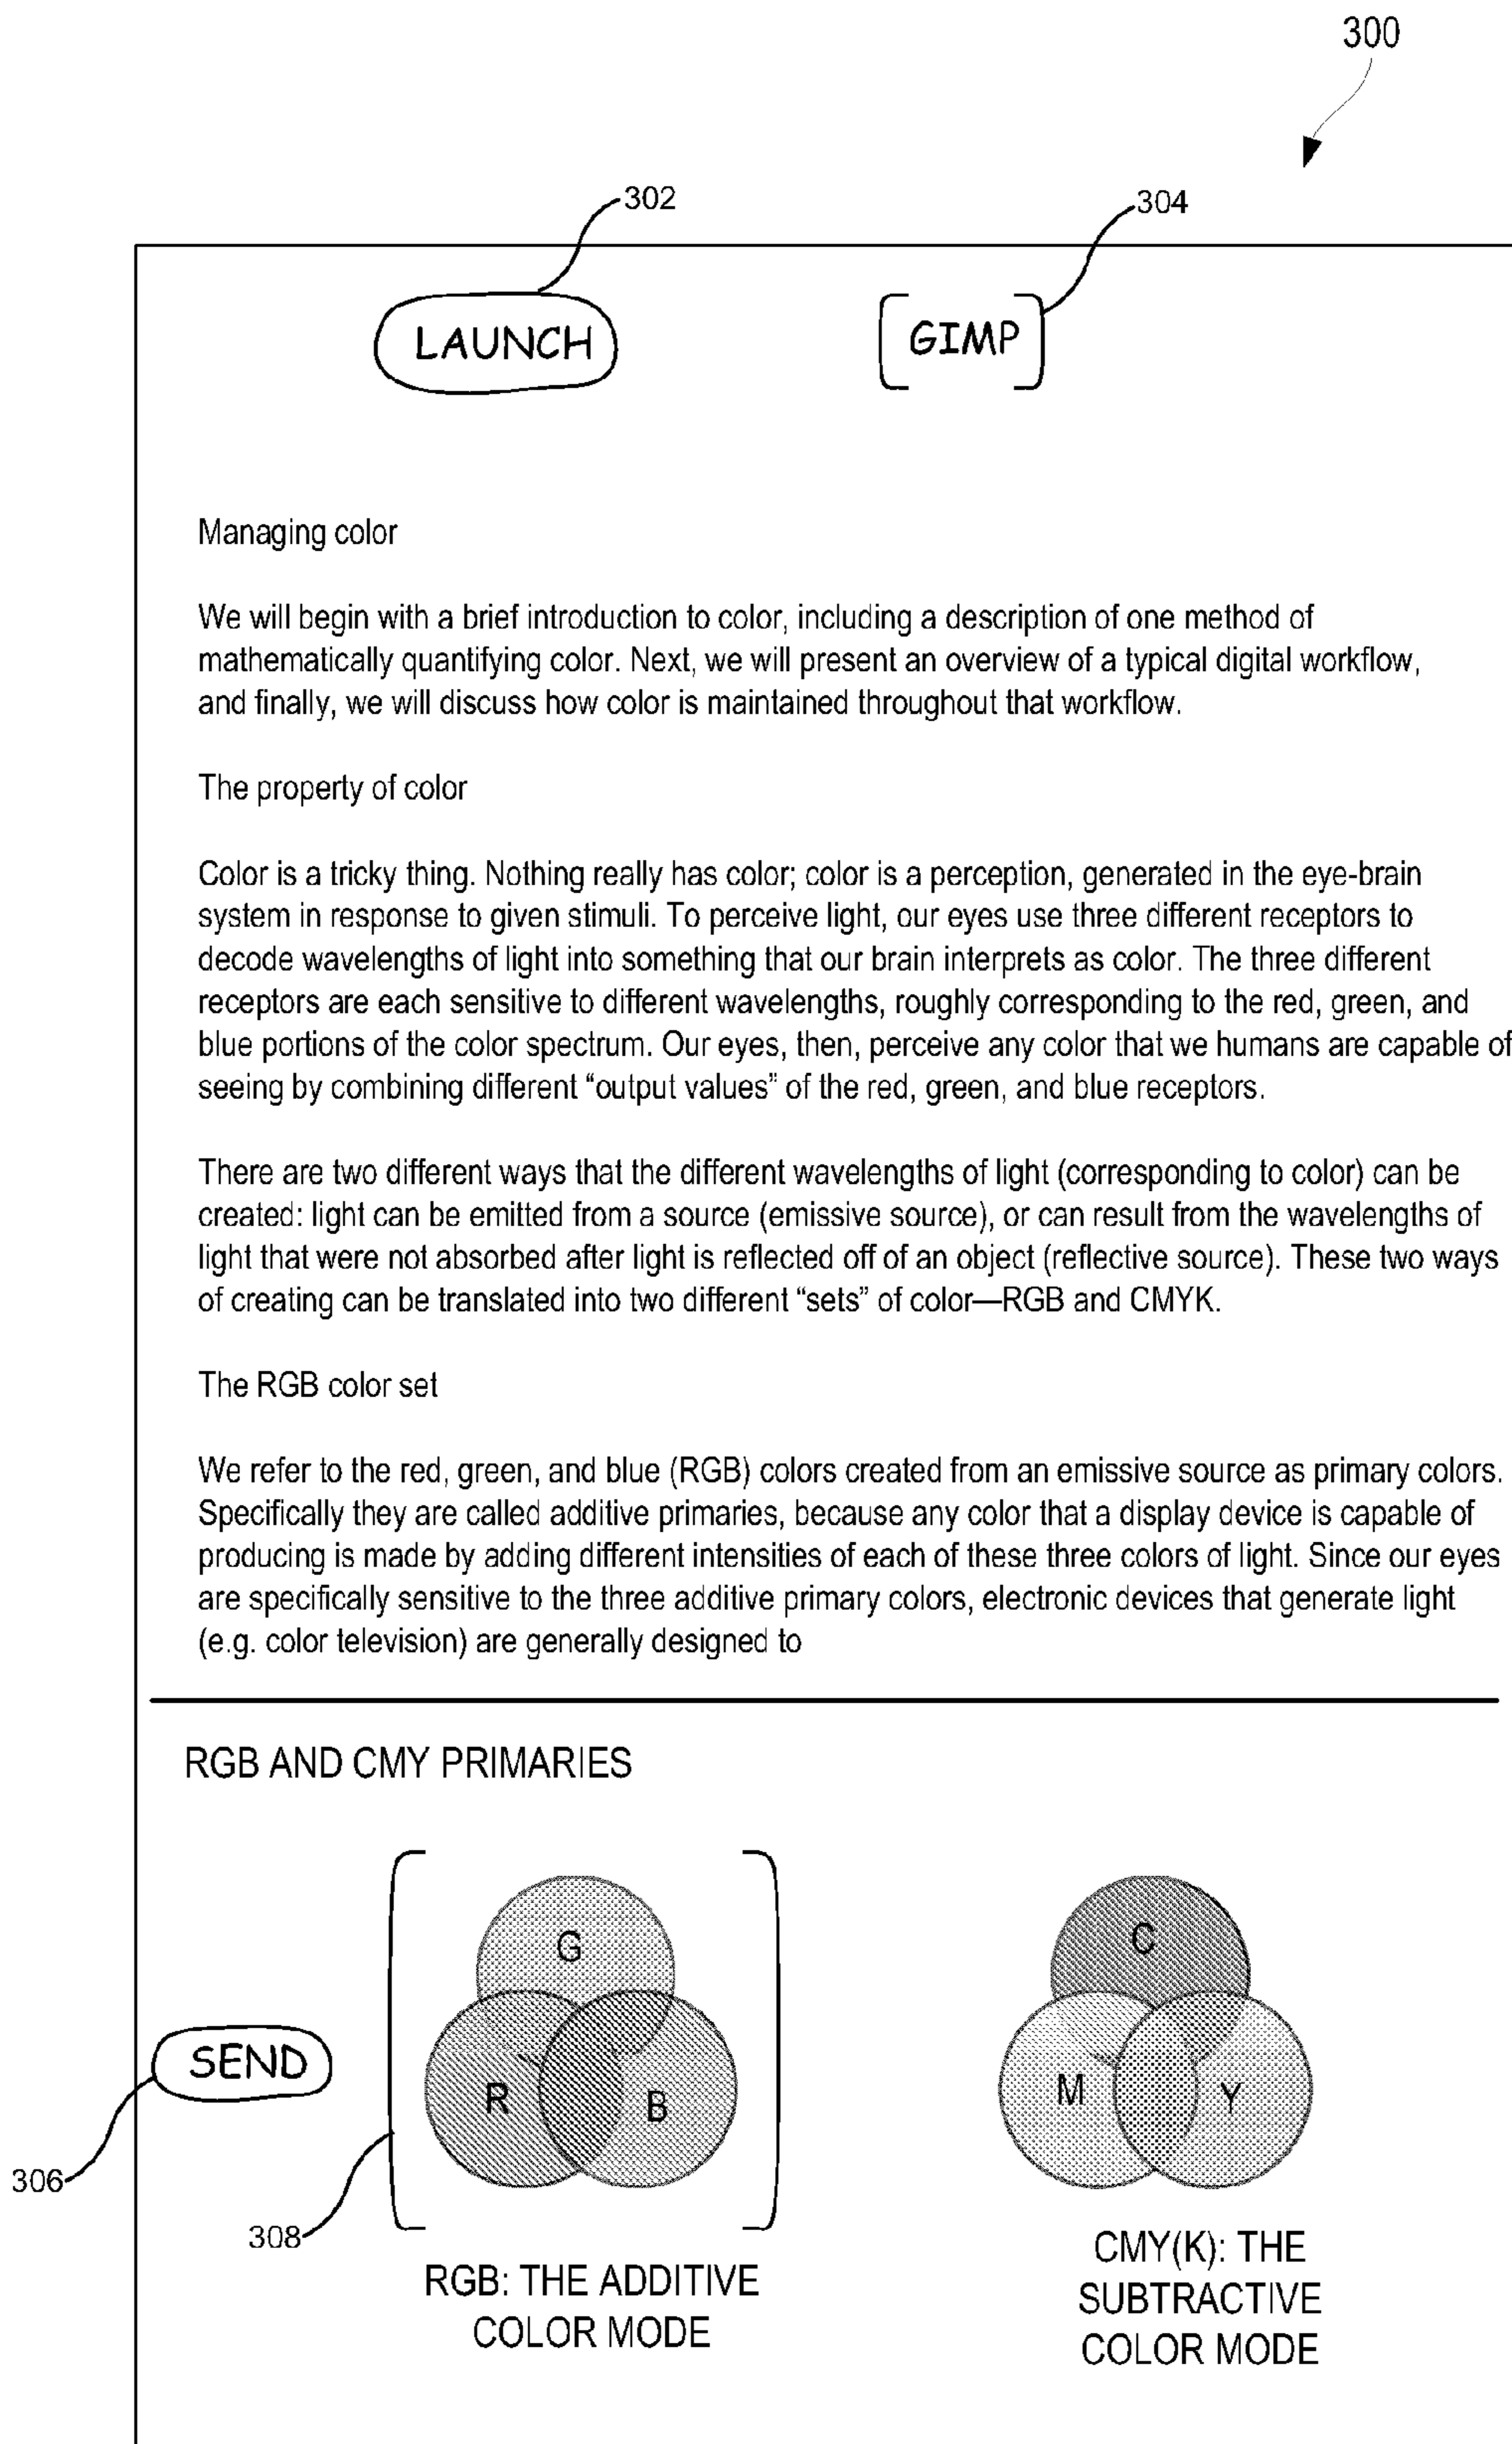 300
302
304
LAUNCH
GIMP
Managing color
We will begin with a brief introduction to color, including a description of one method of
mathematically quantifying color. Next, we will present an overview of a typical digital workflow,
and finally, we will discuss how color is maintained throughout that workflow.
The property of color
Color is a tricky thing. Nothing really has color; color is a perception, generated in the eye-brain
system in response to given stimuli. To perceive light, our eyes use three different receptors to
decode wavelengths of light into something that our brain interprets as color. The three different
receptors are each sensitive to different wavelengths, roughly corresponding to the red, green, and
blue portions of the color spectrum. Our eyes, then, perceive any color that we humans are capable of
seeing by combining different “output values” of the red, green, and blue receptors.
There are two different ways that the different wavelengths of light (corresponding to color) can be
created: light can be emitted from a source (emissive source), or can result from the wavelengths of
light that were not absorbed after light is reflected off of an object (reflective source). These two ways
of creating can be translated into two different “sets” of color—RGB and CMYK.
The RGB color set
We refer to the red, green, and blue (RGB) colors created from an emissive source as primary colors.
Specifically they are called additive primaries, because any color that a display device is capable of
producing is made by adding different intensities of each of these three colors of light. Since our eyes
are specifically sensitive to the three additive primary colors, electronic devices that generate light
(e.g. color television) are generally designed to
RGB AND CMY PRIMARIES
G
C
SEND
R
B
M
Y
306
308
RGB: THE ADDITIVE
COLOR MODE
CMY(K): THE
SUBTRACTIVE
COLOR MODE